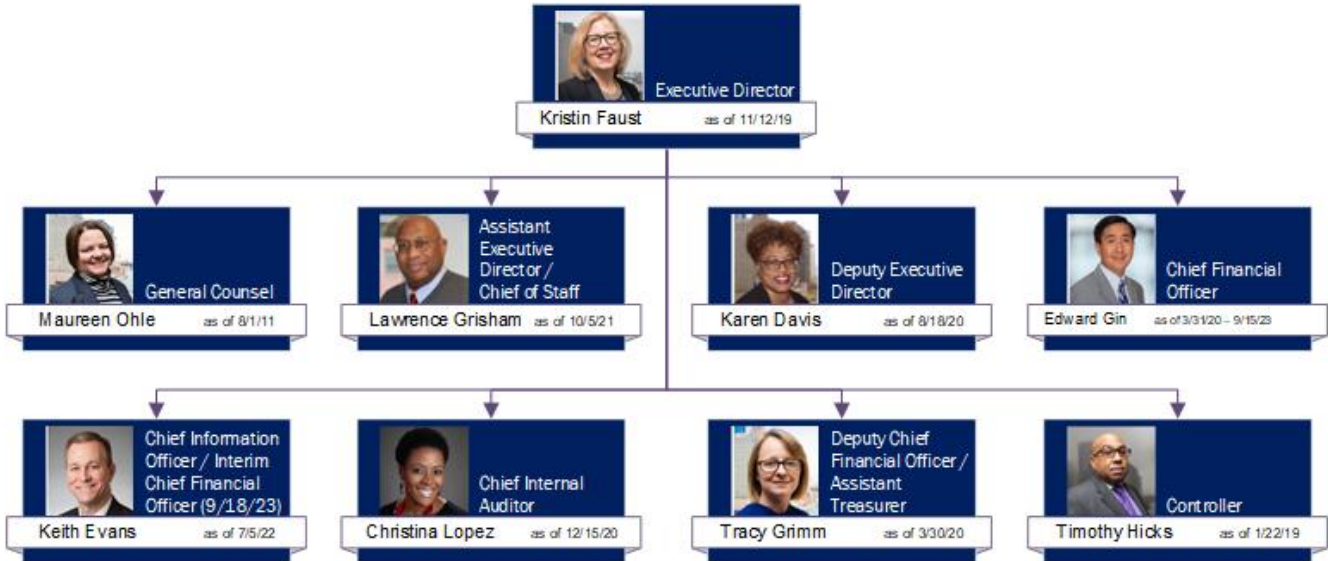 Executive Director
Kristin Faust as of 11/12/19
General Counsel
Maureen Ohle as of 8/1/11
Assistant
Executive
Director /
Chief of Staff
Lawrence Grisham as of 10/5/21
Deputy Executive
Director
Karen Davis as of 8/18/20
Chief Financial
Officer
Edward Gin as of 3/31/20 – 9/15/23
Chief Information
Officer / Interim
Chief Financial
Officer (9/18/23)
Keith Evans as of 7/5/22
Chief Internal
Auditor
Christina Lopez as of 12/15/20
Deputy Chief
Financial Officer /
Assistant
Treasurer
Tracy Grimm as of 3/30/20
Controller
Timothy Hicks as of 1/22/19